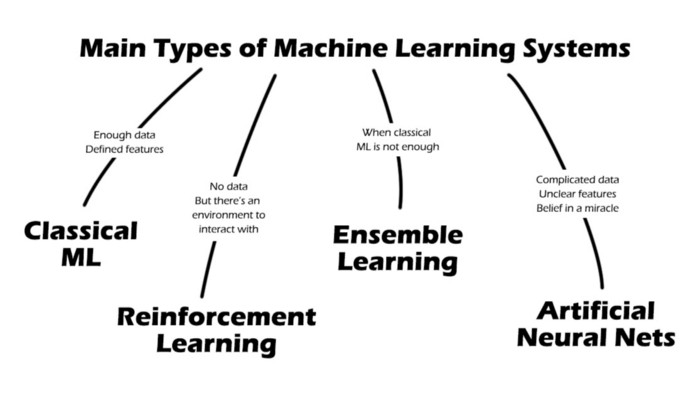 Main Types of Machine Learning Systems
Enough data
Defined features
Classical
ML
No data
But there's an
environment to
interact with
Reinforcement
Learning
When classical
ML is not enough
Ensemble
Learning
Complicated data
Unclear features
Belief in a miracle
Artificial
Neural Nets